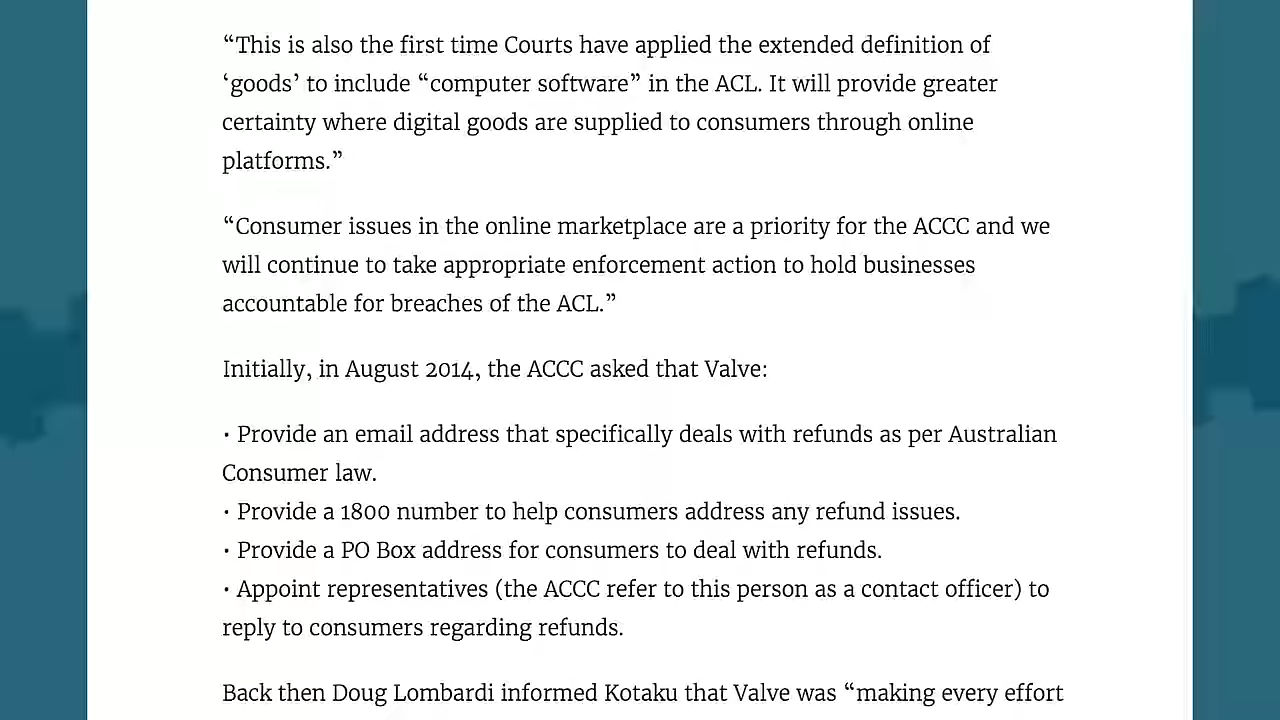 “This is also the first time Courts have applied the extended definition of
‘goods’ to include “computer software” in the ACL. It will provide greater
certainty where digital goods are supplied to consumers through online
platforms.”
“Consumer issues in the online marketplace are a priority for the ACCC and we
will continue to take appropriate enforcement action to hold businesses
accountable for breaches of the ACL.”
Initially, in August 2014, the ACCC asked that Valve:
• Provide an email address that specifically deals with refunds as per Australian
Consumer law.
• Provide a 1800 number to help consumers address any refund issues.
• Provide a PO Box address for consumers to deal with refunds.
• Appoint representatives (the ACCC refer to this person as a contact officer) to
reply to consumers regarding refunds.
Back then Doug Lombardi informed Kotaku that Valve was “making every effort